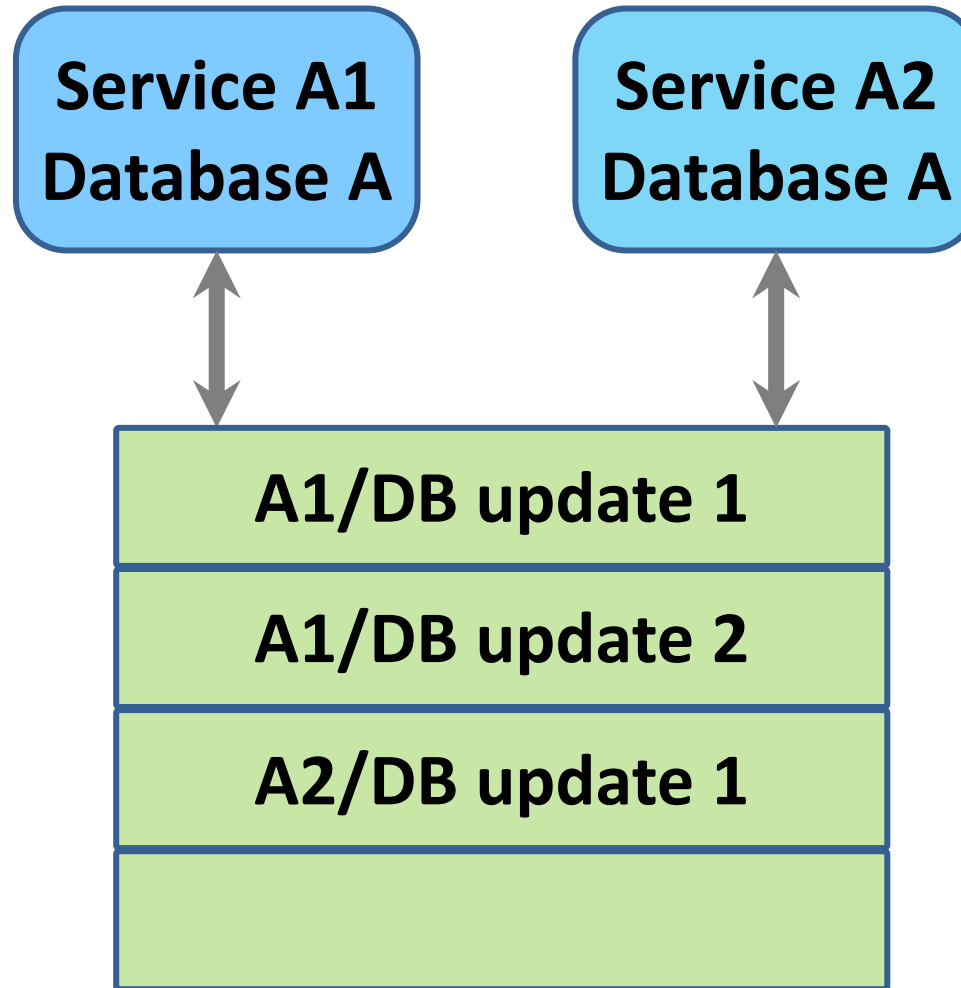 Service A1
Database A
Service A2
Database A
A1/DB update 1
A1/DB update 2
A2/DB update 1